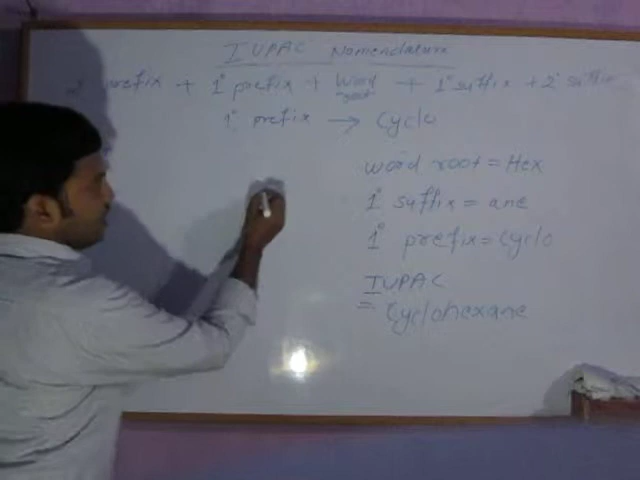 IUPAC Nomenclature
2° prefix + 1° prefix + Word root + 1° suffix + 2° suffix
1° prefix → Cyclo
Word root = Hex
1° suffix = ane
1° prefix = Cyclo
IUPAC
= Cyclohexane